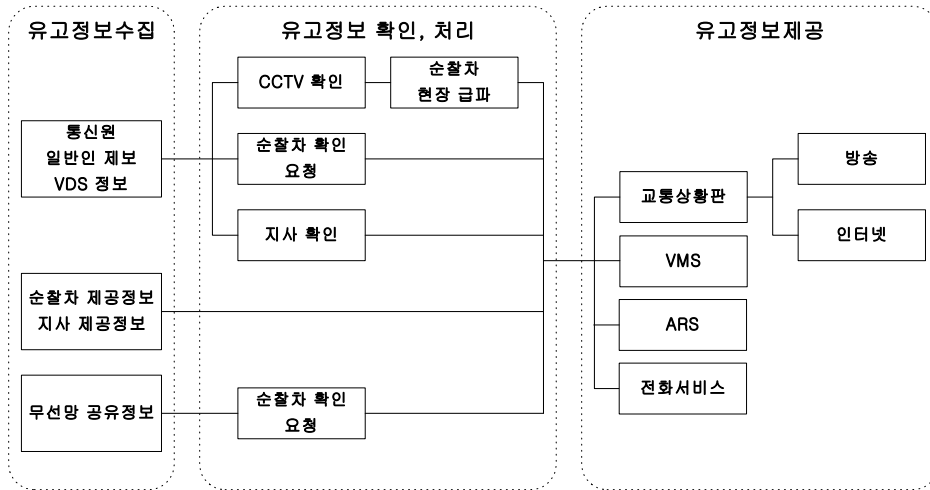 유고정보수집
통신원
일반인 제보
VDS 정보
순찰차 제공정보
지사 제공정보
무선망 공유정보
유고정보 확인, 처리
CCTV 확인
순찰차
현장 급파
순찰차 확인
요청
지사 확인
순찰차 확인
요청
유고정보제공
교통상황판
방송
인터넷
VMS
ARS
전화서비스